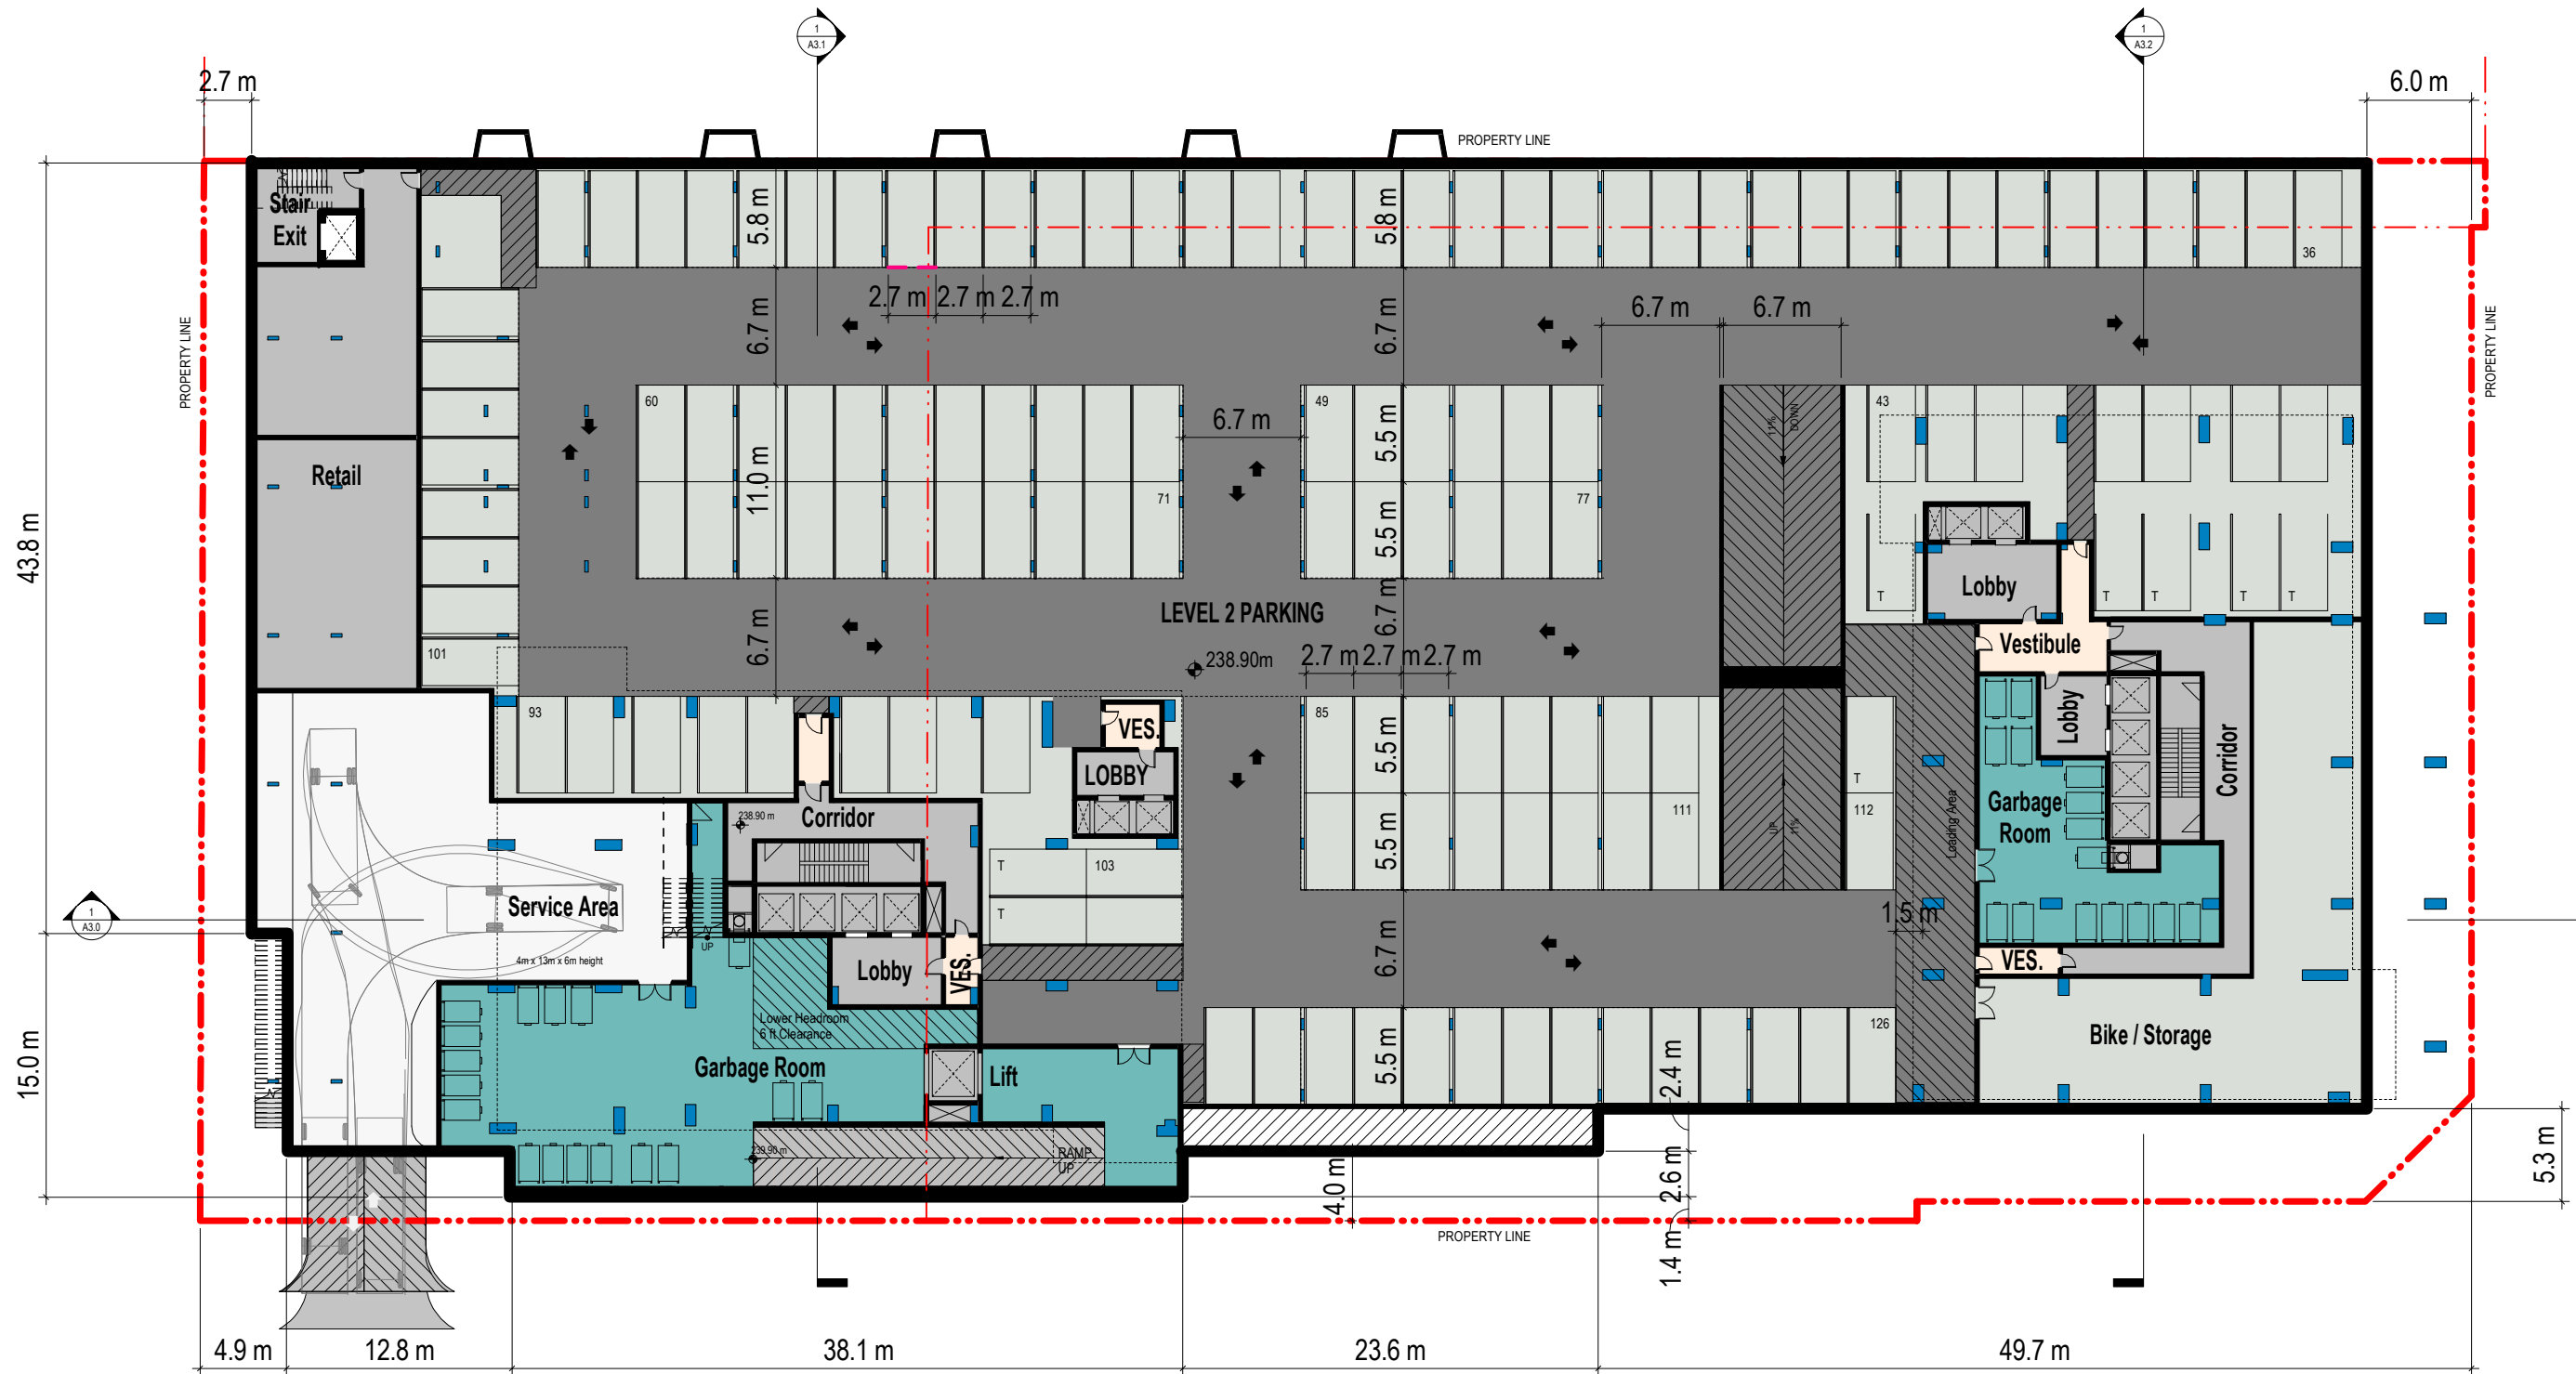 1
A3.1
1
A3.2
2.7 m
6.0 m
PROPERTY LINE
Stair
Exit
5.8 m
5.8 m
36
2.7 m 2.7 m 2.7 m
6.7 m
6.7 m
6.7 m
6.7 m
PROPERTY LINE
PROPERTY LINE
60
49
43
11%
DOWN
6.7 m
5.5 m
11.0 m
Retail
71
77
43.8 m
5.5 m
Lobby
T
T
T
T
T
LEVEL 2 PARKING
6.7 m
6.7 m
101
238.90m
2.7 m 2.7 m 2.7 m
Vestibule
93
85
VES.
LOBBY
5.5 m
Lobby
Corridor
T
238.90 m
Corridor
111
112
UP
11%
Loading Area
Garbage
Room
5.5 m
T
103
T
1
A3.0
Service Area
UP
1.5 m
4m x 13m x 6m height
Lobby
VES.
6.7 m
VES.
Lower Headroom
6 ft Clearance
126
Bike / Storage
15.0 m
Garbage Room
Lift
5.5 m
2.4 m
239.90 m
RAMP
UP
4.0 m
2.6 m
5.3 m
PROPERTY LINE
1.4 m
4.9 m
12.8 m
38.1 m
23.6 m
49.7 m